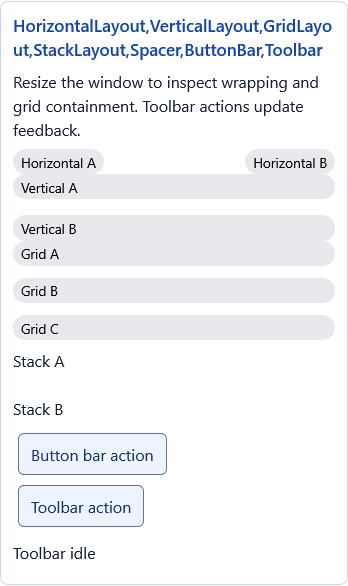 HorizontalLayout,VerticalLayout,GridLayo
ut,StackLayout,Spacer,ButtonBar,Toolbar
Resize the window to inspect wrapping and
grid containment. Toolbar actions update
feedback.
Horizontal A Horizontal B
Vertical A
Vertical B
Grid A
Grid B
Grid C
Stack A
Stack B
Button bar action
Toolbar action
Toolbar idle